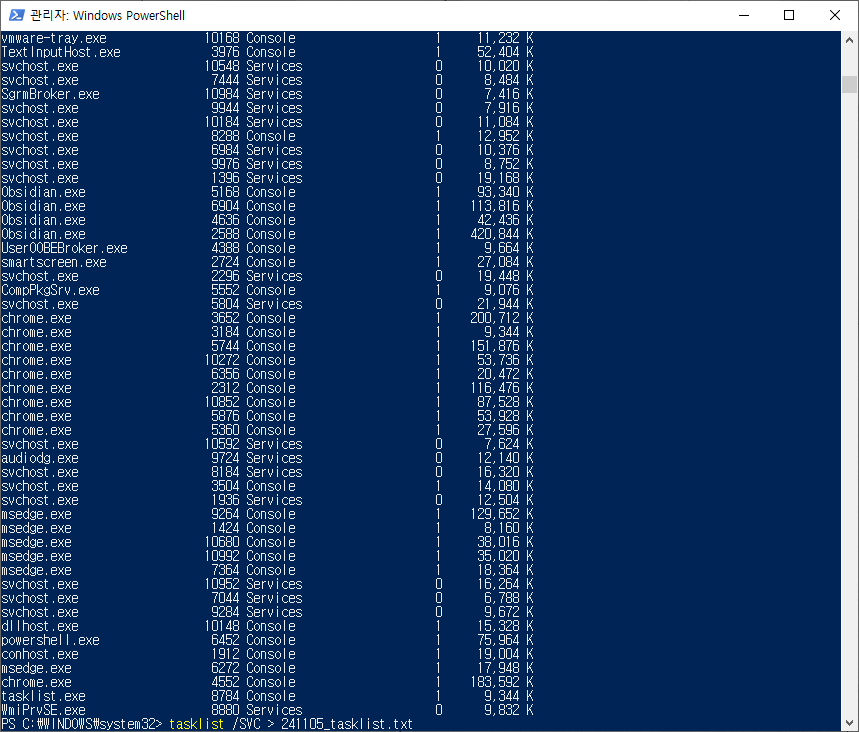 관리자: Windows PowerShell
vmware-tray.exe 10168 Console 1 11,232 K
TextInputHost.exe 3976 Console 1 52,404 K
svchost.exe 10548 Services 0 10,020 K
svchost.exe 7444 Services 0 8,484 K
SgrmBroker.exe 10984 Services 0 7,416 K
svchost.exe 9944 Services 0 7,916 K
svchost.exe 10184 Services 0 11,084 K
svchost.exe 8288 Console 1 12,952 K
svchost.exe 6984 Services 0 10,376 K
svchost.exe 9976 Services 0 8,752 K
svchost.exe 1396 Services 0 19,168 K
Obsidian.exe 5168 Console 1 93,340 K
Obsidian.exe 6904 Console 1 113,816 K
Obsidian.exe 4636 Console 1 42,436 K
Obsidian.exe 2588 Console 1 420,844 K
UserOOBEBroker.exe 4388 Console 1 9,664 K
smartscreen.exe 2724 Console 1 27,084 K
svchost.exe 2296 Services 0 19,448 K
CompPkgSrv.exe 5552 Console 1 9,076 K
svchost.exe 5804 Services 0 21,944 K
chrome.exe 3652 Console 1 200,712 K
chrome.exe 3184 Console 1 9,344 K
chrome.exe 5744 Console 1 151,876 K
chrome.exe 10272 Console 1 53,736 K
chrome.exe 6356 Console 1 20,472 K
chrome.exe 2312 Console 1 116,476 K
chrome.exe 10852 Console 1 87,528 K
chrome.exe 5876 Console 1 53,928 K
chrome.exe 5360 Console 1 27,596 K
svchost.exe 10592 Services 0 7,624 K
audiodg.exe 9724 Services 0 12,140 K
svchost.exe 8184 Services 0 16,320 K
svchost.exe 3504 Console 1 14,080 K
svchost.exe 1936 Services 0 12,504 K
msedge.exe 9264 Console 1 129,652 K
msedge.exe 1424 Console 1 8,160 K
msedge.exe 10680 Console 1 38,016 K
msedge.exe 10992 Console 1 35,020 K
msedge.exe 7364 Console 1 18,364 K
svchost.exe 10952 Services 0 16,264 K
svchost.exe 7044 Services 0 6,788 K
svchost.exe 9284 Services 0 9,672 K
dllhost.exe 10148 Console 1 15,328 K
powershell.exe 6452 Console 1 75,964 K
conhost.exe 1912 Console 1 19,004 K
msedge.exe 6272 Console 1 17,948 K
chrome.exe 4552 Console 1 183,592 K
tasklist.exe 8784 Console 1 9,344 K
WmiPrvSE.exe 8880 Services 0 9,832 K
PS C:₩WINDOWS₩system32> tasklist /SVC > 241105_tasklist.txt